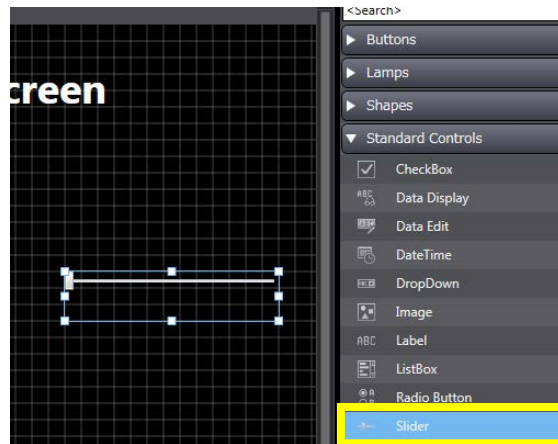 <Search>
Buttons
creen
Lamps
Shapes
Standard Controls
CheckBox
Data Display
Data Edit
DateTime
DropDown
Image
ABC Label
ListBox
Radio Button
Slider